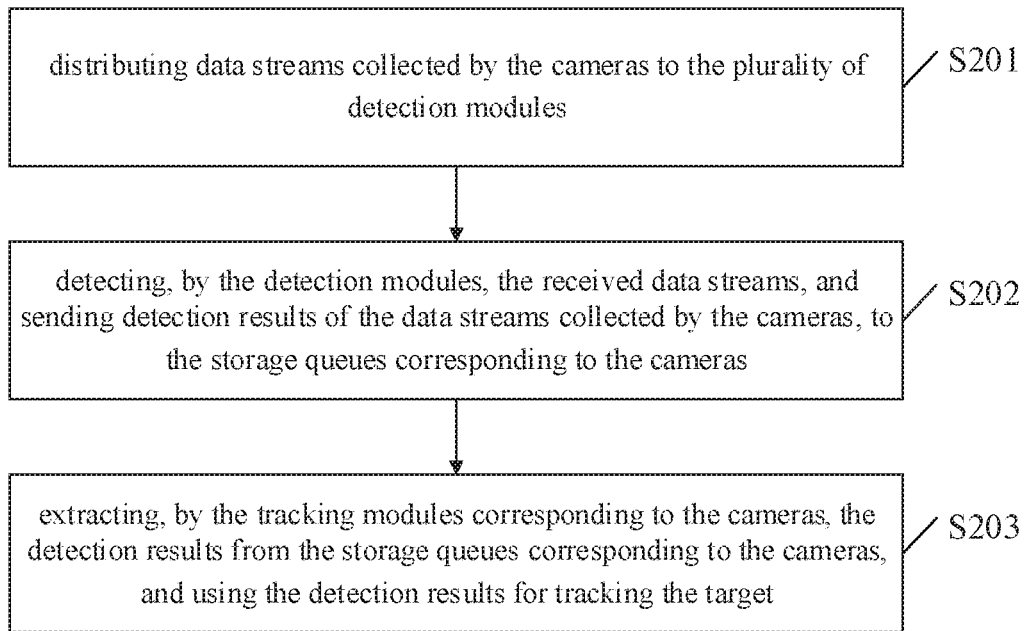 distributing data streams collected by the cameras to the plurality of
detection modules
S201
detecting, by the detection modules, the received data streams, and
sending detection results of the data streams collected by the cameras, to
the storage queues corresponding to the cameras
S202
extracting, by the tracking modules corresponding to the cameras, the
detection results from the storage queues corresponding to the cameras,
and using the detection results for tracking the target
S203